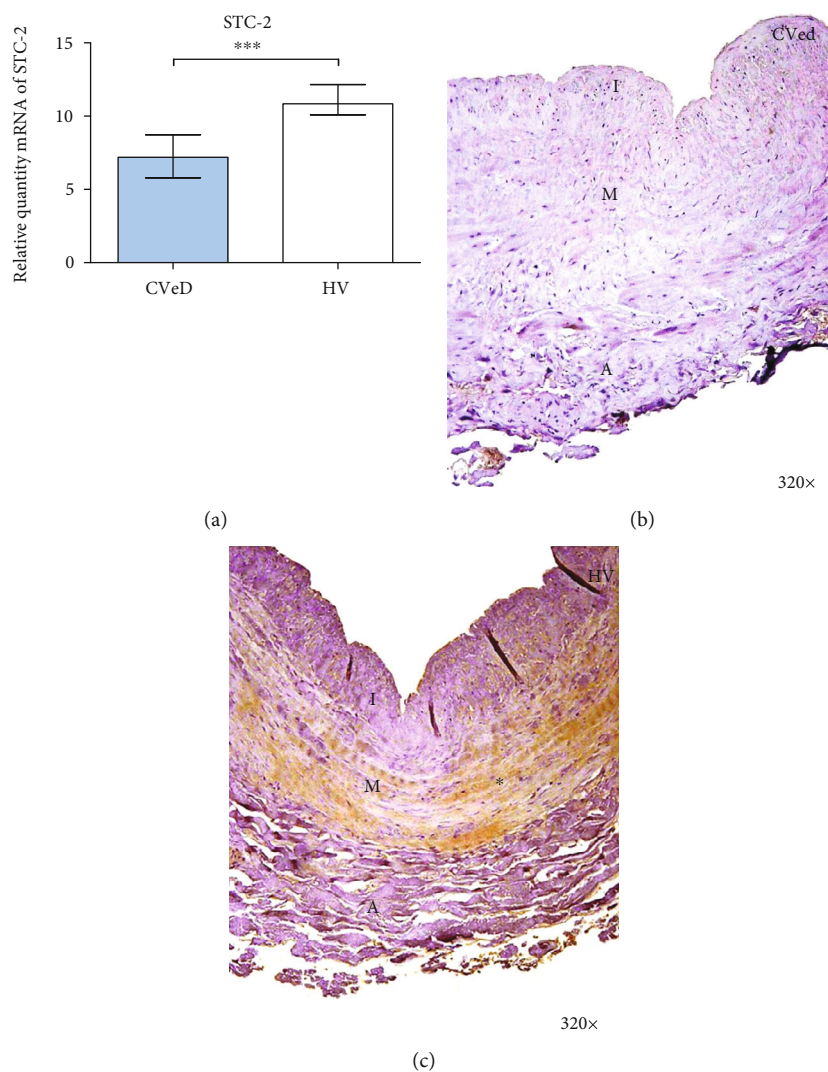 STC-2
***
Relative quantity mRNA of STC-2
15
10
5
0
CVeD
HV
(a)
CVed
I
M
A
320×
(b)
HV
I
M
*
A
320×
(c)